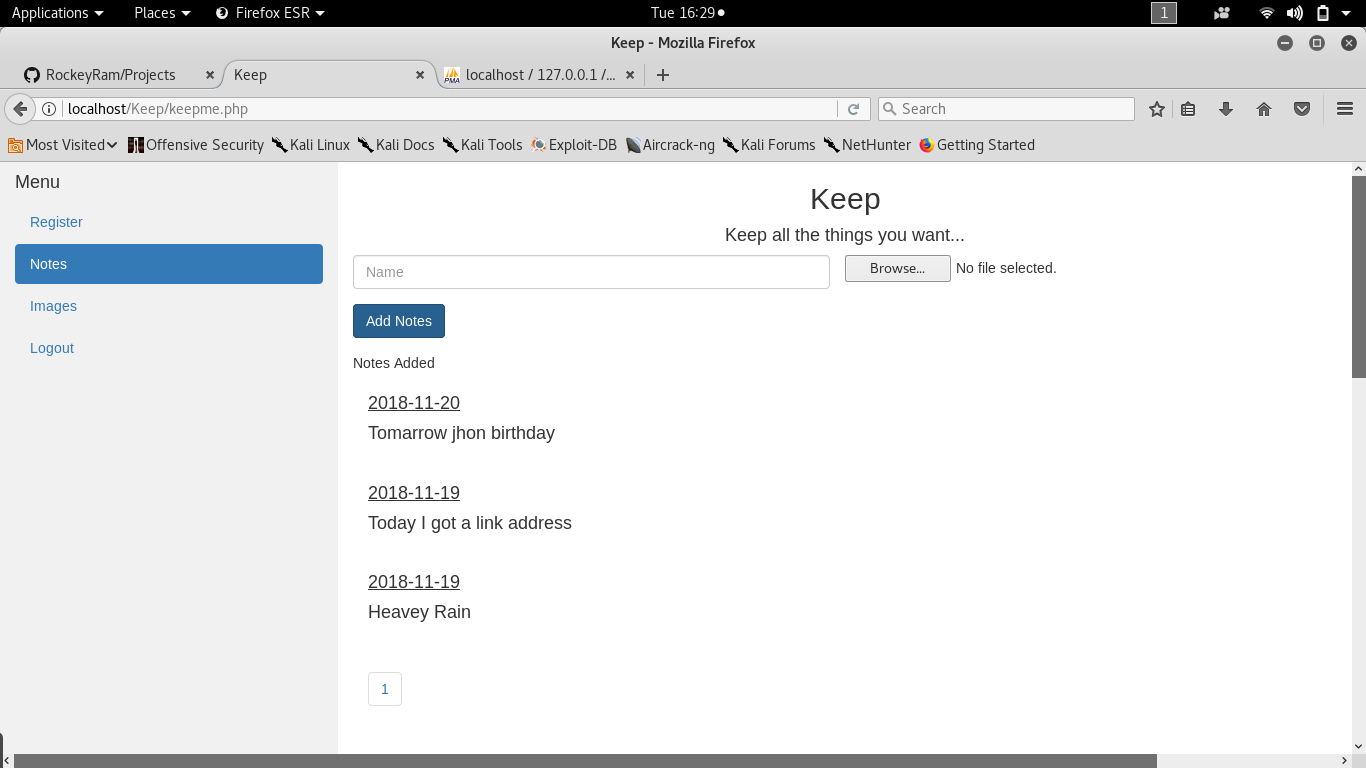 Applications Places Firefox ESR Tue 16:29 1
Keep - Mozilla Firefox
RockeyRam/Projects Keep PMA localhost / 127.0.0.1 /...
localhost/Keep/keepme.php Search
Most Visited Offensive Security Kali Linux Kali Docs Kali Tools Exploit-DB Aircrack-ng Kali Forums NetHunter Getting Started
Menu
Register
Notes
Images
Logout
Keep
Keep all the things you want...
Name Browse... No file selected.
Add Notes
Notes Added
2018-11-20
Tomarrow jhon birthday
2018-11-19
Today I got a link address
2018-11-19
Heavey Rain
1